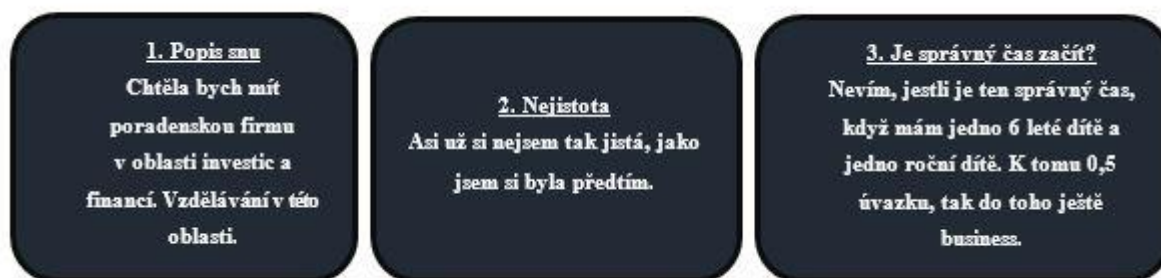 1. Popis snu
Chtěla bych mít
poradenskou firmu
v oblasti investic a
financí. Vzdělávání v této
oblasti.
2. Nejistota
Asi už si nejsem tak jistá, jako
jsem si byla předtím.
3. Je správný čas začít?
Nevím, jestli je ten správný čas,
když mám jedno 6 leté dítě a
jedno roční dítě. K tomu 0,5
úvazku, tak do toho ještě
business.